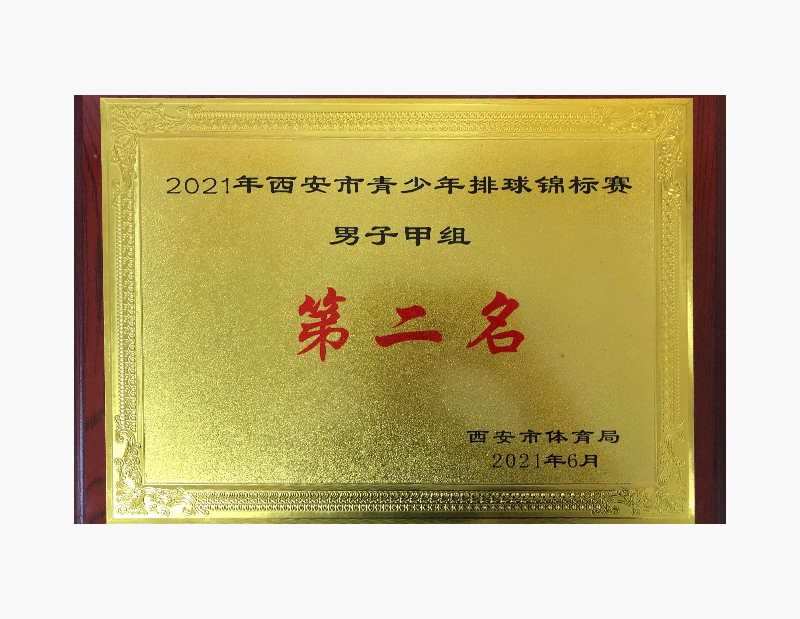 2021年西安市青少年排球锦标赛
男子甲组
第二名
西安市体育局
2021年6月